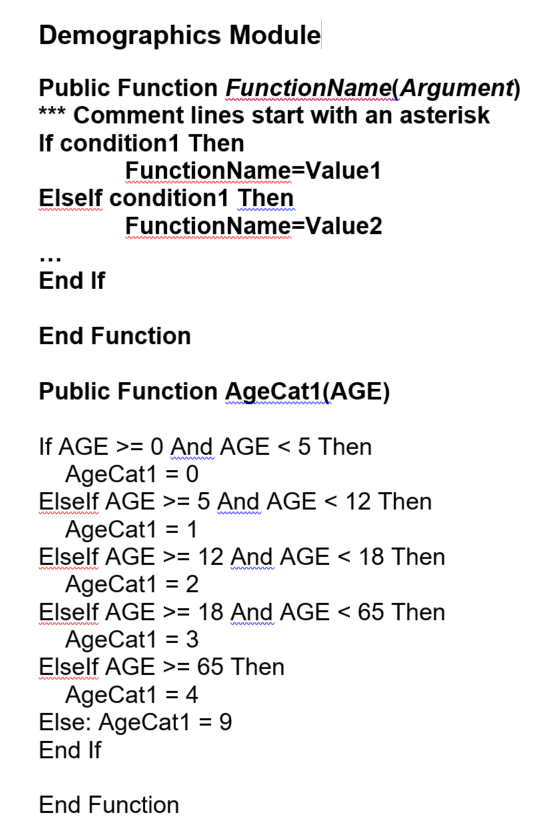 Demographics Module
Public Function FunctionName(Argument)
*** Comment lines start with an asterisk
If condition1 Then
FunctionName=Value1
ElseIf condition1 Then
FunctionName=Value2
...
End If
End Function
Public Function AgeCat1(AGE)
If AGE >= 0 And AGE < 5 Then
AgeCat1 = 0
ElseIf AGE >= 5 And AGE < 12 Then
AgeCat1 = 1
ElseIf AGE >= 12 And AGE < 18 Then
AgeCat1 = 2
ElseIf AGE >= 18 And AGE < 65 Then
AgeCat1 = 3
ElseIf AGE >= 65 Then
AgeCat1 = 4
Else: AgeCat1 = 9
End If
End Function